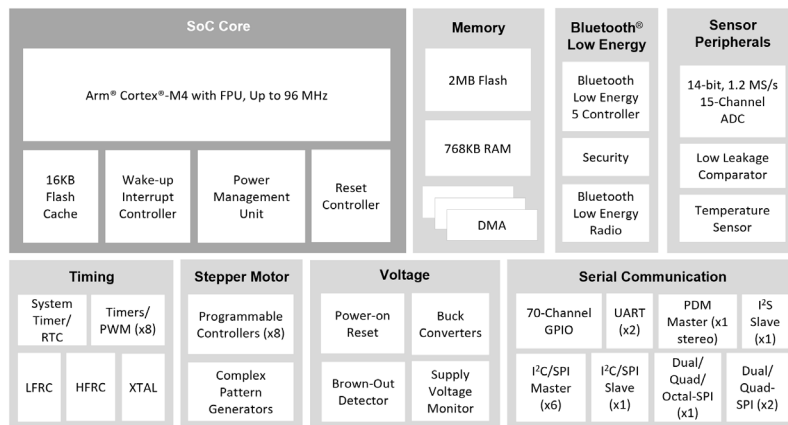 SoC Core
Arm® Cortex®-M4 with FPU, Up to 96 MHz
16KB
Flash
Cache
Wake-up
Interrupt
Controller
Power
Management
Unit
Reset
Controller
Memory
2MB Flash
768KB RAM
DMA
Bluetooth®
Low Energy
Bluetooth
Low Energy
5 Controller
Security
Bluetooth
Low Energy
Radio
Sensor
Peripherals
14-bit, 1.2 MS/s
15-Channel
ADC
Low Leakage
Comparator
Temperature
Sensor
Timing
System
Timer/
RTC
Timers/
PWM (x8)
LFRC
HFRC
XTAL
Stepper Motor
Programmable
Controllers (x8)
Complex
Pattern
Generators
Voltage
Power-on
Reset
Buck
Converters
Brown-Out
Detector
Supply
Voltage
Monitor
Serial Communication
70-Channel
GPIO
UART
(x2)
PDM
Master (x1
stereo)
I²S
Slave
(x1)
I²C/SPI
Master
(x6)
I²C/SPI
Slave
(x1)
Dual/
Quad/
Octal-SPI
(x1)
Dual/
Quad-
SPI (x2)